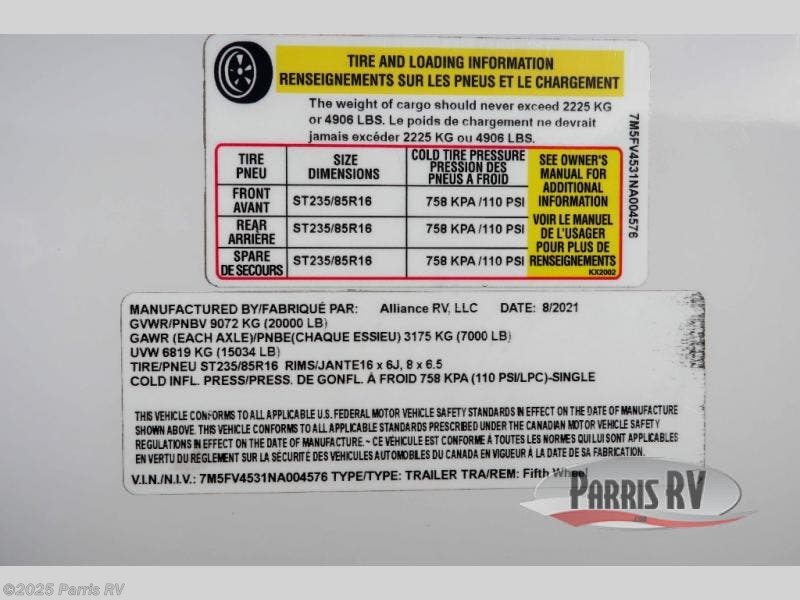 TIRE AND LOADING INFORMATION
RENSEIGNEMENTS SUR LES PNEUS ET LE CHARGEMENT
The weight of cargo should never exceed 2225 KG
or 4906 LBS. Le poids de chargement ne devrait
jamais excéder 2225 KG ou 4906 LBS.
7M5FV4531NA004576
TIRE
PNEU
SIZE
DIMENSIONS
COLD TIRE PRESSURE
PRESSION DES
PNEUS A FROID
FRONT
AVANT
ST235/85R16
758 KPA /110 PSI
REAR
ARRIÈRE
ST235/85R16
758 KPA /110 PSI
SPARE
DE SECOURS
ST235/85R16
758 KPA /110 PSI
SEE OWNER'S
MANUAL FOR
ADDITIONAL
INFORMATION
VOIR LE MANUEL
DE L'USAGER
POUR PLUS DE
RENSEIGNEMENTS
KX2002
MANUFACTURED BY/FABRIQUÉ PAR: Alliance RV, LLC DATE: 8/2021
GVWR/PNBV 9072 KG (20000 LB)
GAWR (EACH AXLE)/PNBE(CHAQUE ESSIEU) 3175 KG (7000 LB)
UVW 6819 KG (15034 LB)
TIRE/PNEU ST235/85R16 RIMS/JANTE16 x 6J, 8 x 6.5
COLD INFL. PRESS/PRESS. DE GONFL. À FROID 758 KPA (110 PSI/LPC)-SINGLE
THIS VEHICLE CONFORMS TO ALL APPLICABLE U.S. FEDERAL MOTOR VEHICLE SAFETY STANDARDS IN EFFECT ON THE DATE OF MANUFACTURE
SHOWN ABOVE. THIS VEHICLE CONFORMS TO ALL APPLICABLE STANDARDS PRESCRIBED UNDER THE CANADIAN MOTOR VEHICLE SAFETY
REGULATIONS IN EFFECT ON THE DATE OF MANUFACTURE.~ CE VÉHICULE EST CONFORME À TOUTES LES NORMES QUI LUI SONT APPLICABLES
EN VERTU DU RÈGLEMENT SUR LA SÉCURITÉ DES VÉHICULES AUTOMOBILES DU CANADA EN VIGUEUR À LA DATE DE SA FABRICATION.
V.I.N./N.I.V.: 7M5FV4531NA004576 TYPE/TYPE: TRAILER TRA/REM: Fifth Wheel
PARRIS RV
©2025 Parris RV